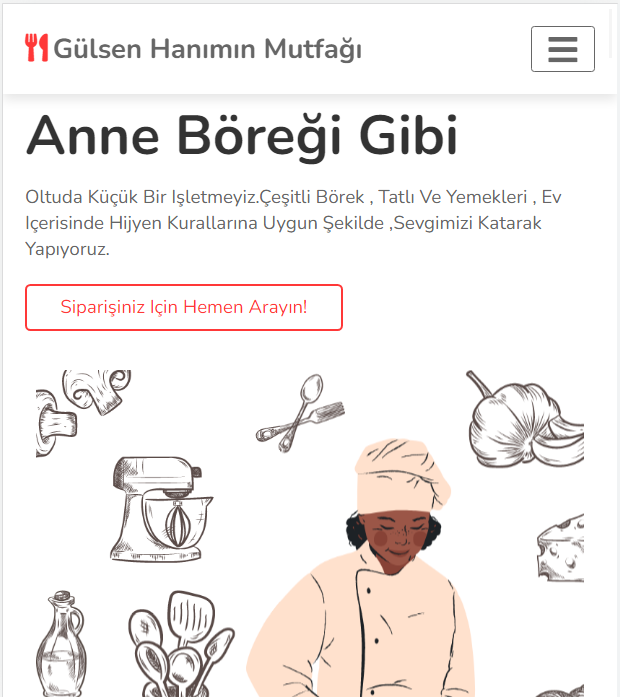 Gülsen Hanımın Mutfağı
Anne Böreği Gibi
Oltuda Küçük Bir Işletmeyiz.Çeşitli Börek , Tatlı Ve Yemekleri , Ev
Içerisinde Hijyen Kurallarına Uygun Şekilde ,Sevgimizi Katarak
Yapıyoruz.
Siparişiniz Için Hemen Arayın!